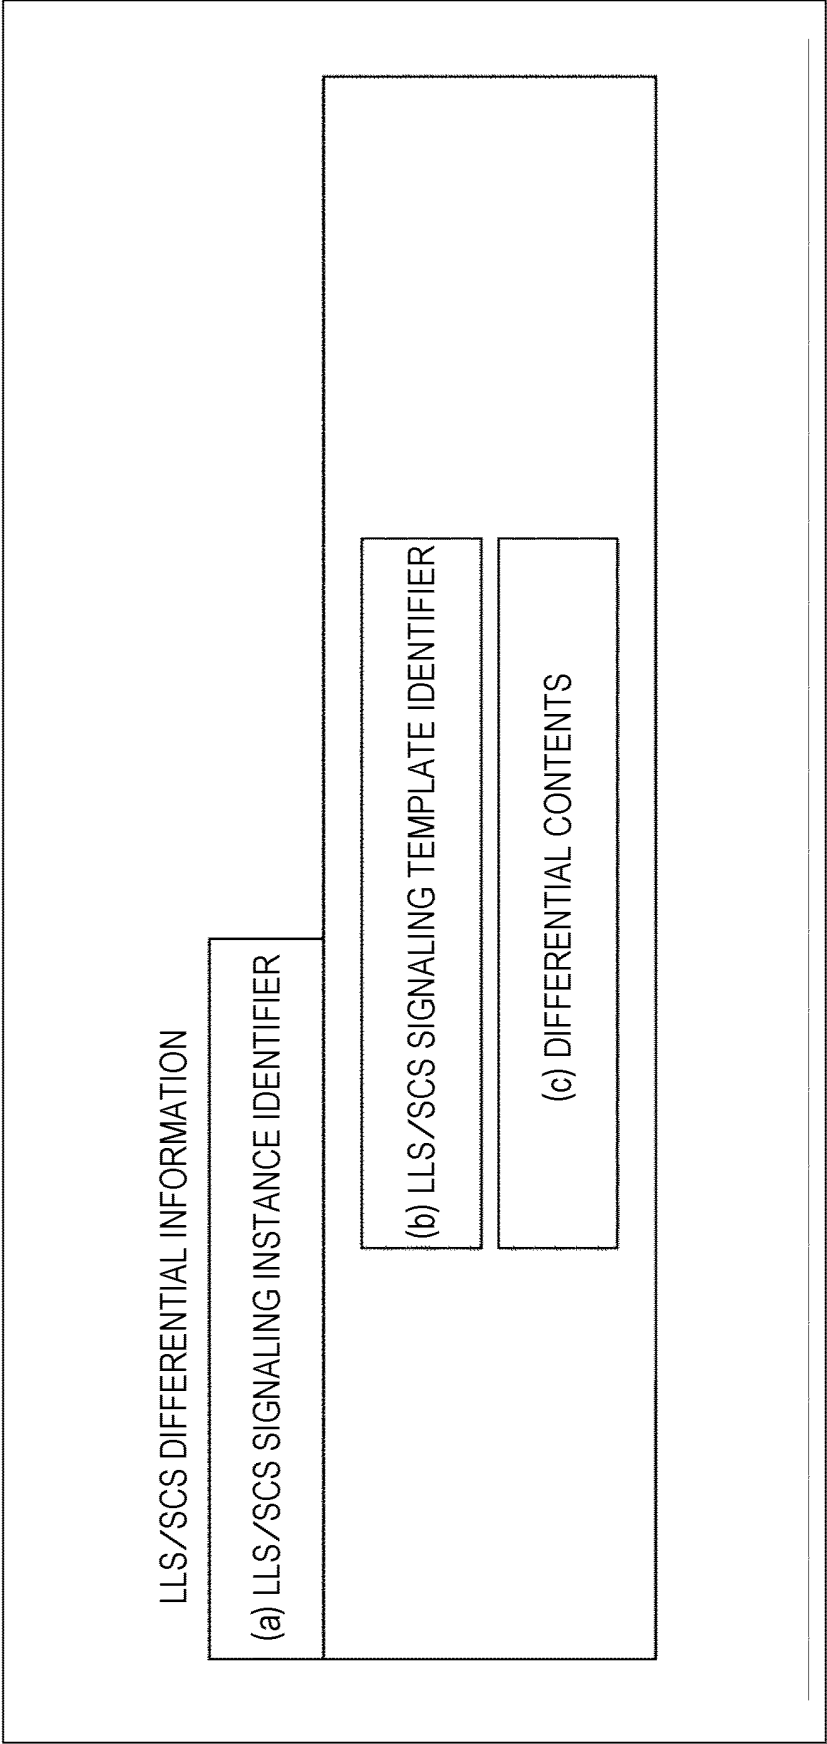 LLS/SCS DIFFERENTIAL INFORMATION
(a) LLS/SCS SIGNALING INSTANCE IDENTIFIER
(b) LLS/SCS SIGNALING TEMPLATE IDENTIFIER
(c) DIFFERENTIAL CONTENTS